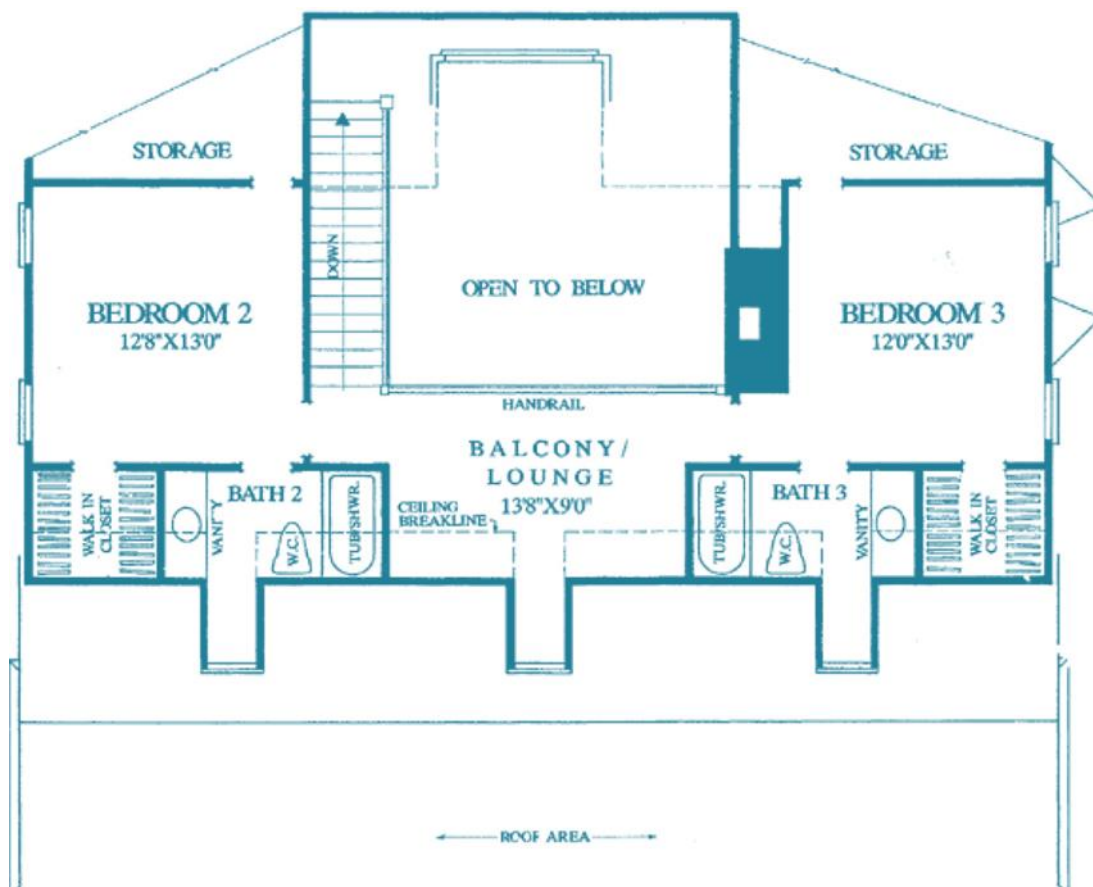 STORAGE
STORAGE
DOWN
OPEN TO BELOW
BEDROOM 2
12'8"X13'0"
BEDROOM 3
12'0"X13'0"
HANDRAIL
BALCONY/
LOUNGE
13'8"X9'0"
CEILING
BREAKLINE
WALK IN
CLOSET
BATH 2
VANITY
W.C.
TUB/SHWR.
TUB/SHWR.
BATH 3
W.C.
VANITY
WALK IN
CLOSET
ROOF AREA